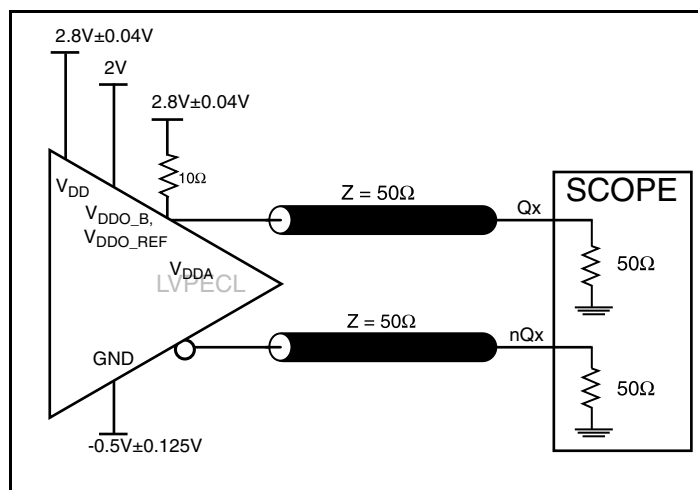 2.8V±0.04V
2V
2.8V±0.04V
10Ω
VDD
VDDO_B,
VDDO_REF
VDDA
LVPECL
GND
-0.5V±0.125V
Z = 50Ω
Qx
Z = 50Ω
nQx
SCOPE
50Ω
50Ω